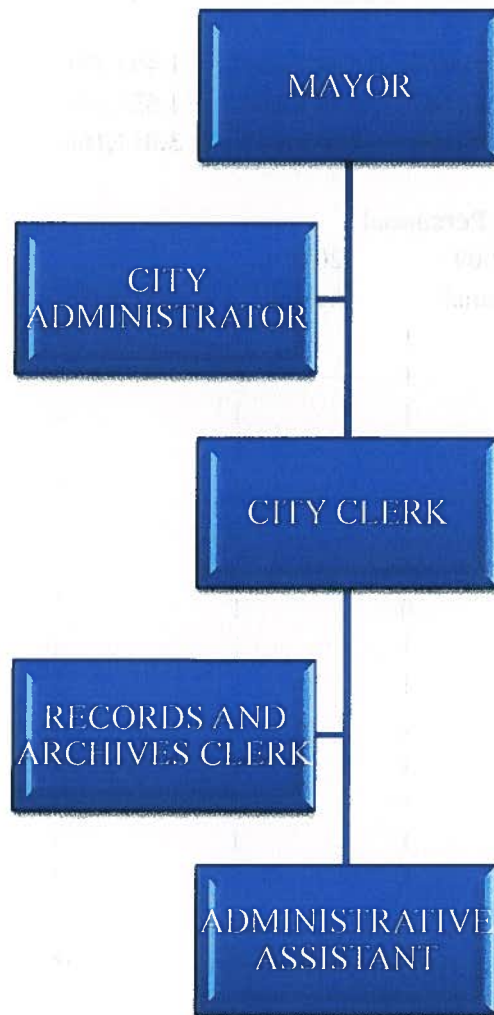 MAYOR
CITY
ADMINISTRATOR
CITY CLERK
RECORDS AND
ARCHIVES CLERK
ADMINISTRATIVE
ASSISTANT